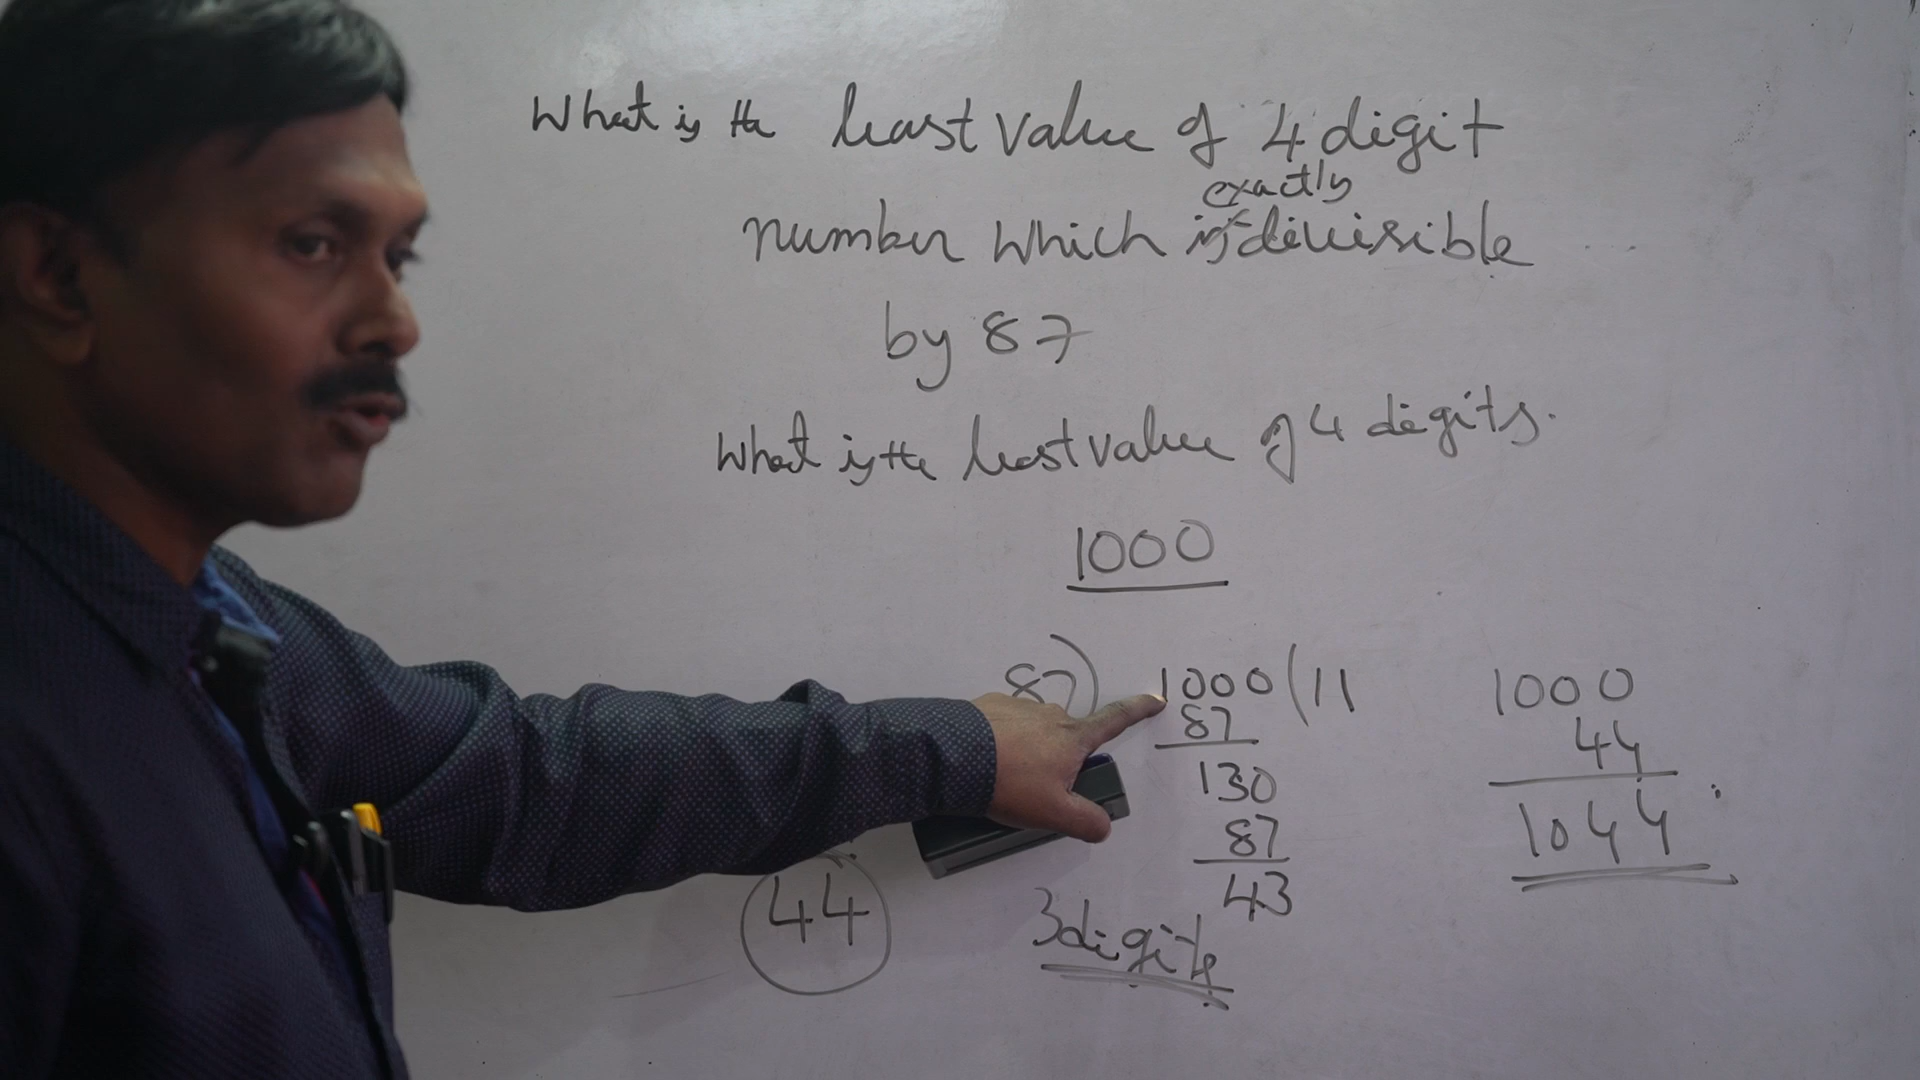 What is the least value of 4 digit
exactly
number which is divisible
by 87
What is the least value of 4 digits.
1000
87) 1000 (11
87
130
87
43
3 digits
44
1000
44
1044